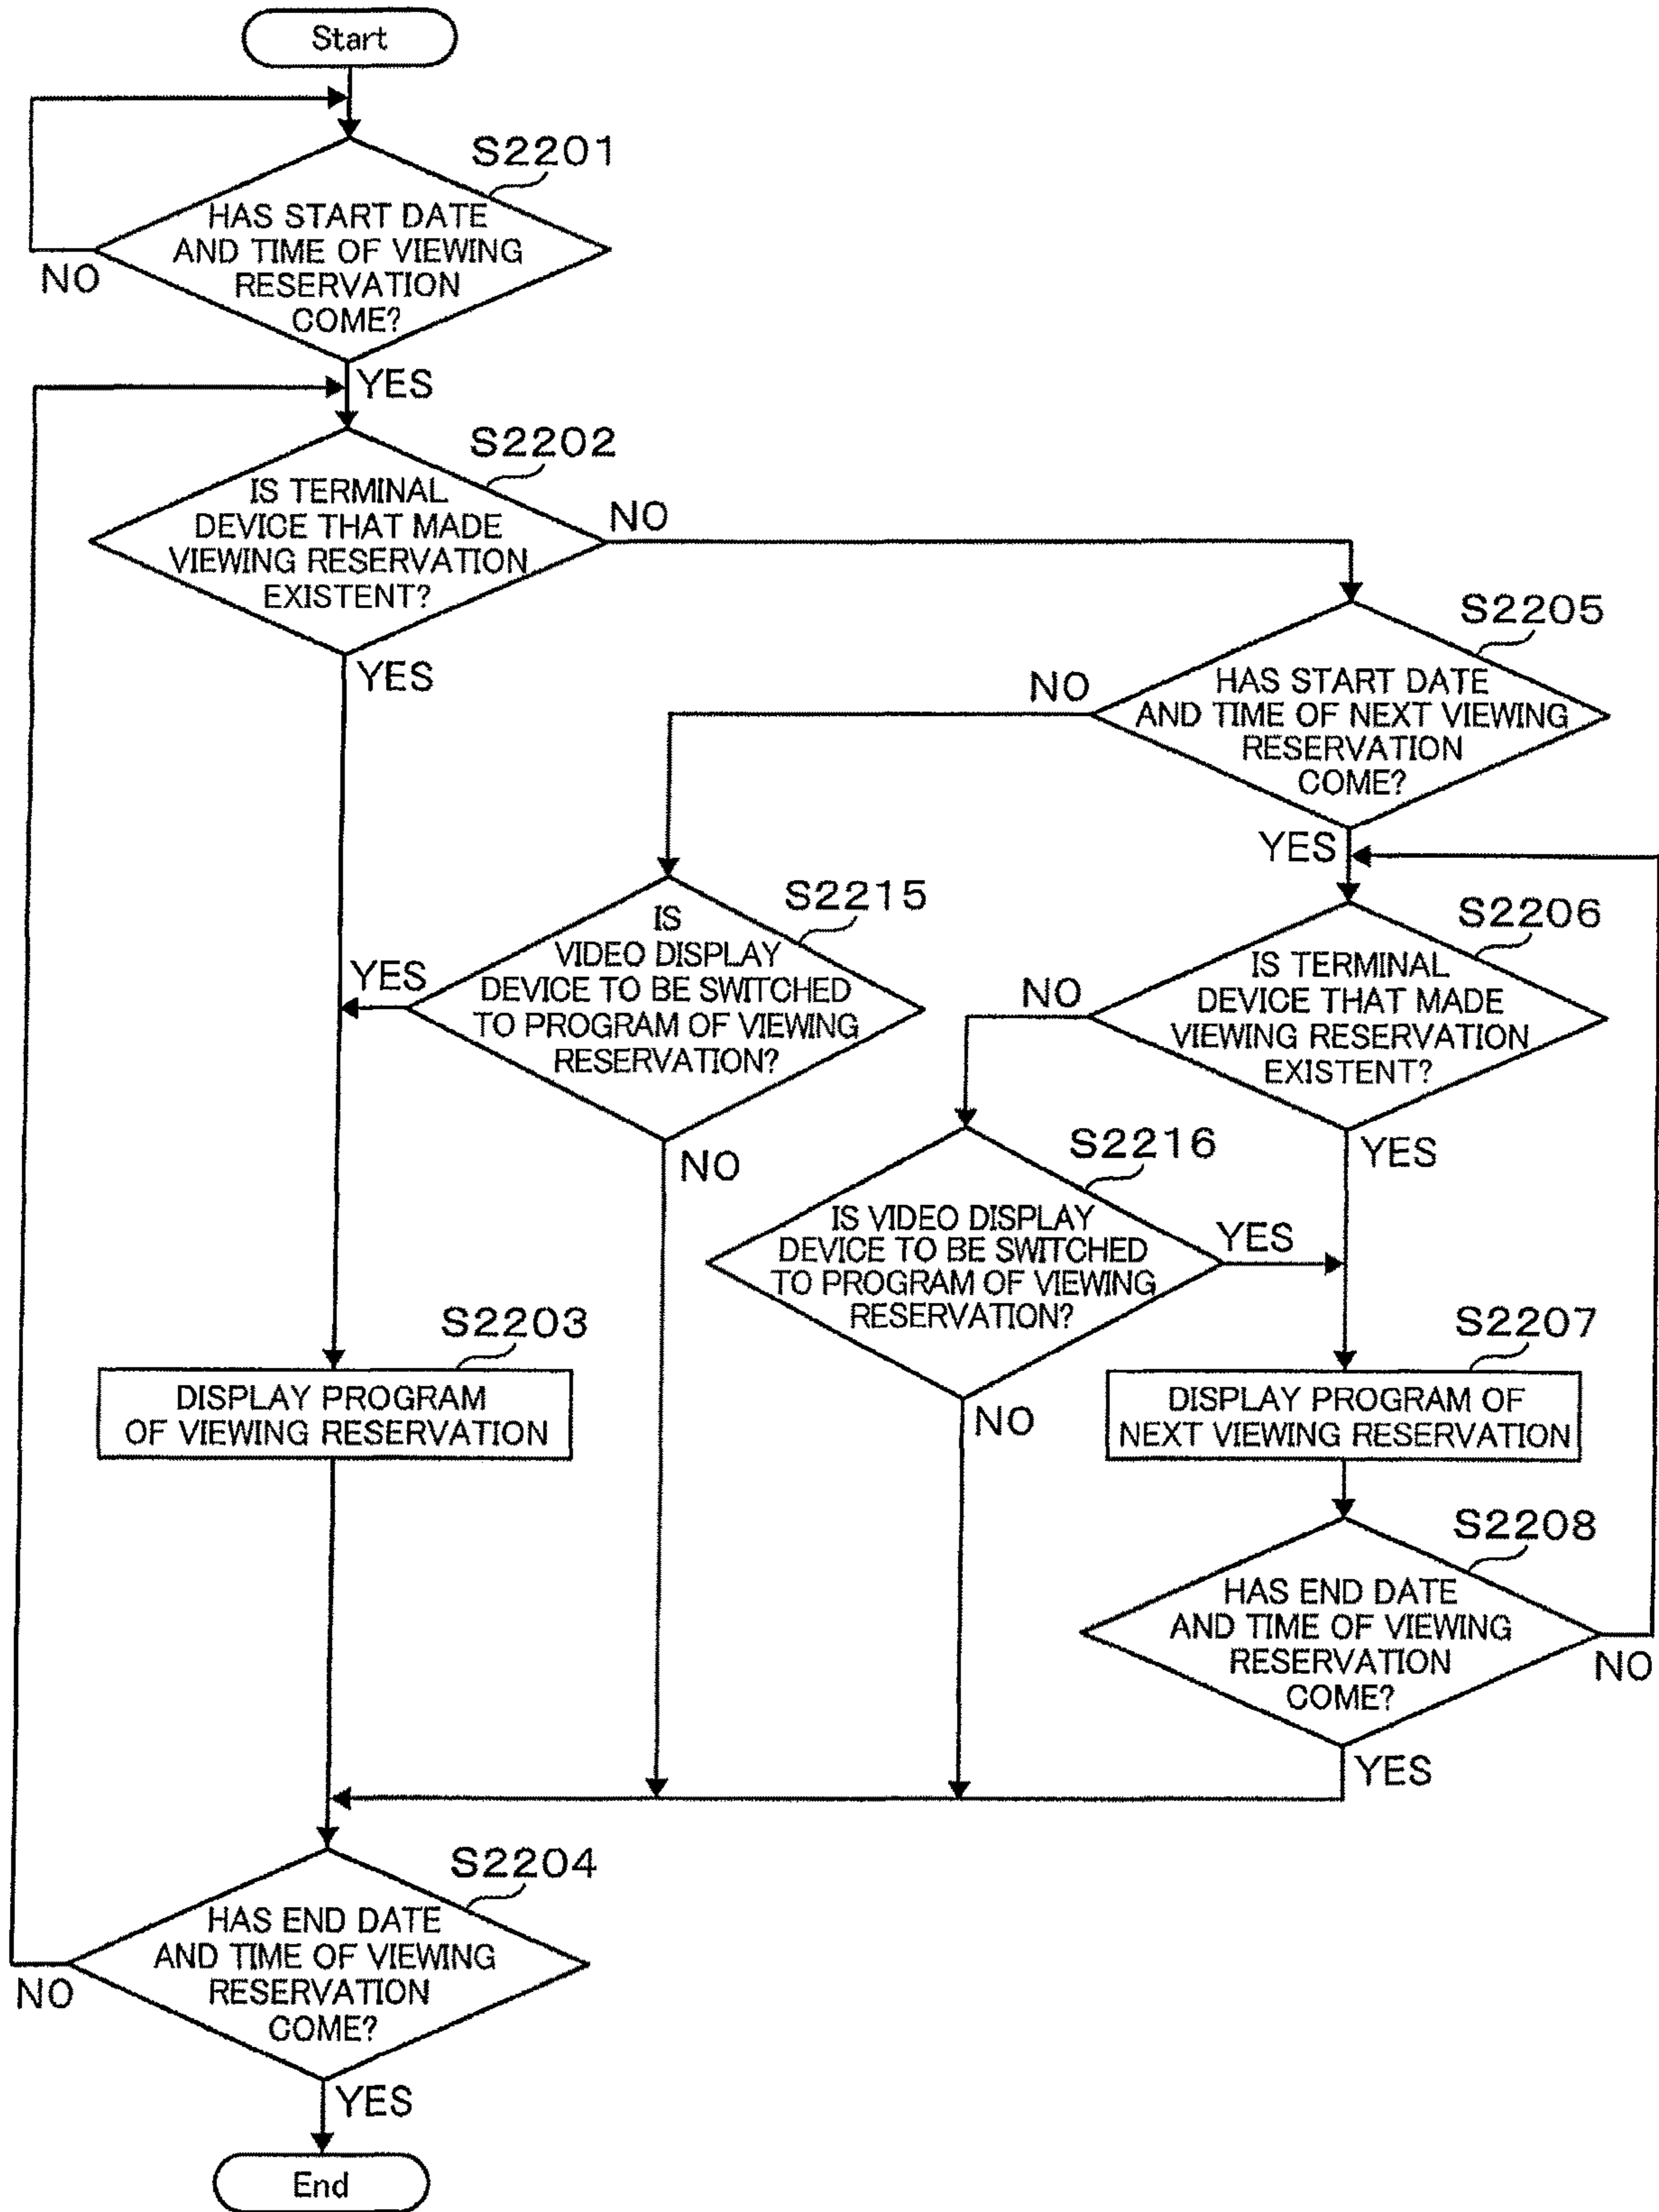 Start
S2201
HAS START DATE
AND TIME OF VIEWING
RESERVATION
COME?
NO
YES
S2202
IS TERMINAL
DEVICE THAT MADE
VIEWING RESERVATION
EXISTENT?
NO
YES
S2205
HAS START DATE
AND TIME OF NEXT VIEWING
RESERVATION
COME?
NO
YES
S2215
IS
VIDEO DISPLAY
DEVICE TO BE SWITCHED
TO PROGRAM OF VIEWING
RESERVATION?
YES
NO
S2206
IS TERMINAL
DEVICE THAT MADE
VIEWING RESERVATION
EXISTENT?
NO
YES
S2216
IS VIDEO DISPLAY
DEVICE TO BE SWITCHED
TO PROGRAM OF VIEWING
RESERVATION?
YES
NO
S2203
DISPLAY PROGRAM
OF VIEWING RESERVATION
S2207
DISPLAY PROGRAM OF
NEXT VIEWING RESERVATION
S2208
HAS END DATE
AND TIME OF VIEWING
RESERVATION
COME?
NO
YES
S2204
HAS END DATE
AND TIME OF VIEWING
RESERVATION
COME?
NO
YES
End